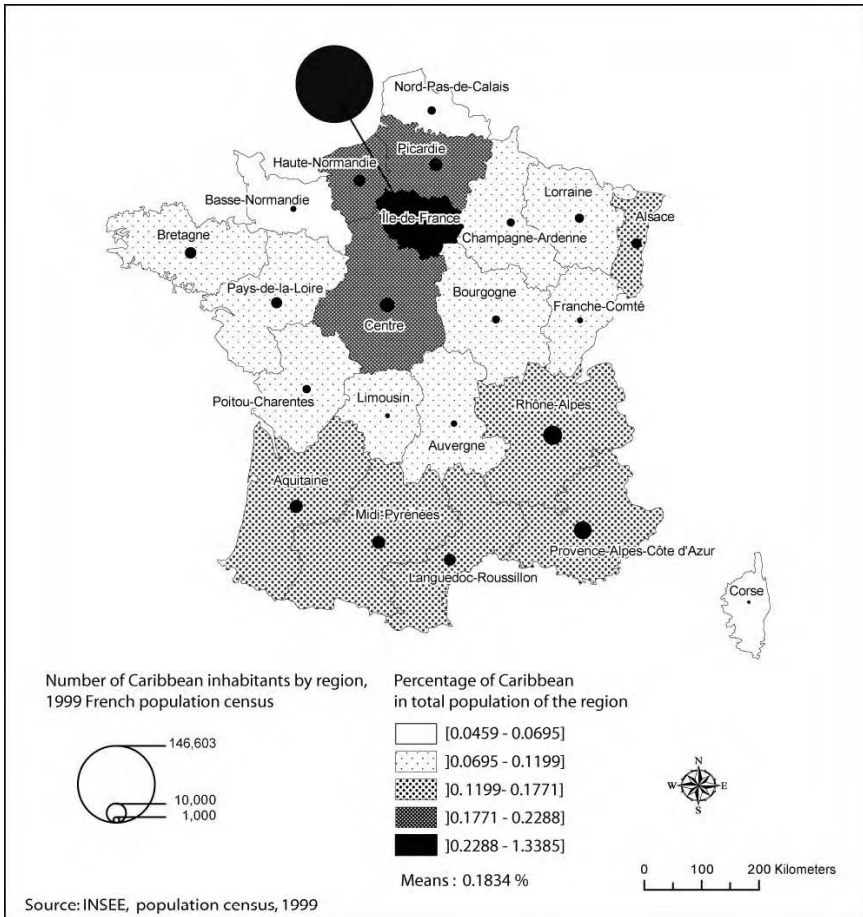 Nord-Pas-de-Calais
Picardie
Haute-Normandie
Basse-Normandie
Île-de-France
Lorraine
Alsace
Champagne-Ardenne
Bretagne
Pays-de-la-Loire
Bourgogne
Franche-Comté
Centre
Poitou-Charentes
Limousin
Auvergne
Rhône-Alpes
Aquitaine
Midi-Pyrénées
Provence-Alpes-Côte d'Azur
Languedoc-Roussillon
Corse
Number of Caribbean inhabitants by region,
1999 French population census
146,603
10,000
1,000
Percentage of Caribbean
in total population of the region
[0.0459 - 0.0695]
]0.0695 - 0.1199]
]0.1199- 0.1771]
]0.1771 - 0.2288]
]0.2288 - 1.3385]
Means : 0.1834 %
N
W E
S
0 100 200 Kilometers
Source: INSEE, population census, 1999